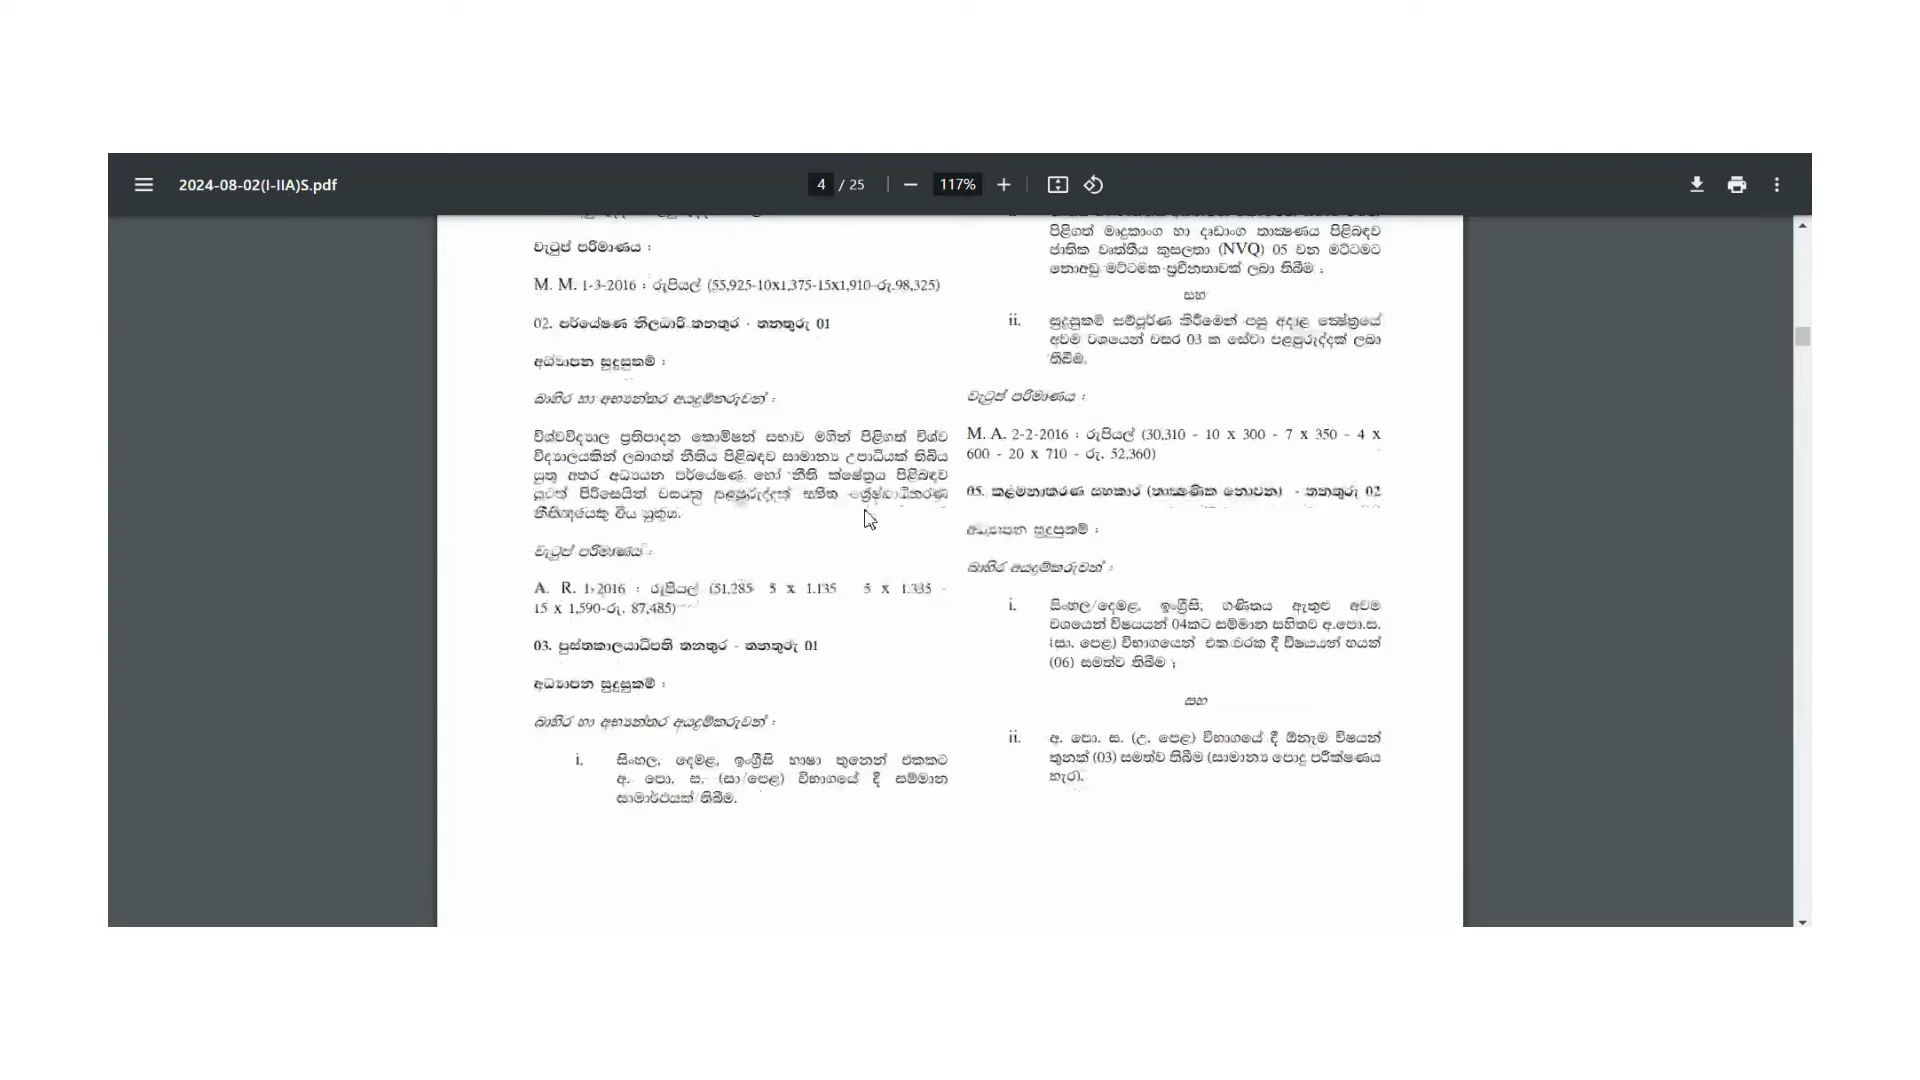 2024-08-02(I-IIA)S.pdf
4 / 25
117%
වැටුප් පරිමාණය :
M. M. 1-3-2016 : රුපියල් (55,925-10x1,375-15x1,910-රු.98,325)
02. පර්යේෂණ නිලධාරි තනතුර - තනතුරු 01
අධ්‍යාපන සුදුසුකම් :
බාහිර හා අභ්‍යන්තර අයදුම්කරුවන් :
විශ්වවිද්‍යාල ප්‍රතිපාදන කොමිෂන් සභාව මගින් පිළිගත් විශ්ව
විද්‍යාලයකින් ලබාගත් නීතිය පිළිබඳව සාමාන්‍ය උපාධියක් තිබිය
යුතු අතර අධ්‍යයන පර්යේෂණ හෝ නීති ක්ෂේත්‍රය පිළිබඳව
යටත් පිරිසෙයින් වසරක පළපුරුද්දක් සහිත ශ්‍රේෂ්ඨාධිකරණ
නීතිඥයෙකු විය යුතුය.
වැටුප් පරිමාණය :
A. R. 1-2016 : රුපියල් (51,285 5 x 1.135 5 x 1.335 -
15 x 1,590-රු. 87,485)
03. පුස්තකාලයාධිපති තනතුර - තනතුරු 01
අධ්‍යාපන සුදුසුකම් :
බාහිර හා අභ්‍යන්තර අයදුම්කරුවන් :
i. සිංහල, දෙමළ, ඉංග්‍රීසි භාෂා තුනෙන් එකකට
අ. පො. ස. (සා/පෙළ) විභාගයේ දී සම්මාන
සාමාර්ථයක් තිබීම.
පිළිගත් මෘදුකාංග හා දෘඩාංග තාක්ෂණය පිළිබඳව
ජාතික වෘත්තීය කුසලතා (NVQ) 05 වන මට්ටමට
නොඅඩු මට්ටමක ප්‍රවීනතාවක් ලබා තිබීම ;
සහ
ii. සුදුසුකම් සම්පූර්ණ කිරීමෙන් පසු අදාළ ක්ෂේත්‍රයේ
අවම වශයෙන් වසර 03 ක සේවා පළපුරුද්දක් ලබා
තිබීම.
වැටුප් පරිමාණය :
M. A. 2-2-2016 : රුපියල් (30,310 - 10 x 300 - 7 x 350 - 4 x
600 - 20 x 710 - රු. 52,360)
05. කළමනාකරණ සහකාර (තාක්ෂණික නොවන) - තනතුරු 02
අධ්‍යාපන සුදුසුකම් :
බාහිර අයදුම්කරුවන් :
i. සිංහල/දෙමළ, ඉංග්‍රීසි, ගණිතය ඇතුළු අවම
වශයෙන් විෂයයන් 04කට සම්මාන සහිතව අ.පො.ස.
(සා. පෙළ) විභාගයෙන් එකවරක දී විෂයයන් හයක්
(06) සමත්ව තිබීම ;
සහ
ii. අ. පො. ස. (උ. පෙළ) විභාගයේ දී ඕනෑම විෂයන්
තුනක් (03) සමත්ව තිබීම (සාමාන්‍ය පොදු පරීක්ෂණය
හැර).